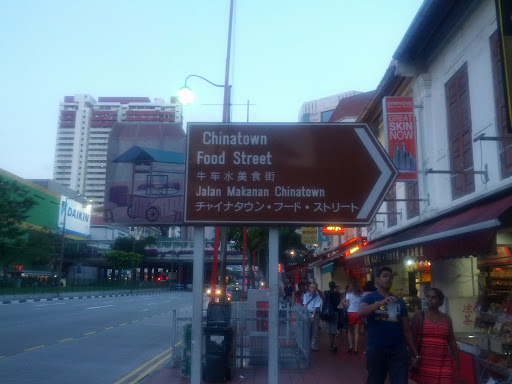 Chinatown
Food Street
牛车水美食街
Jalan Makanan Chinatown
チャイナタウン・フード・ストリート
DAIKIN
GREAT
SKIN
NOW